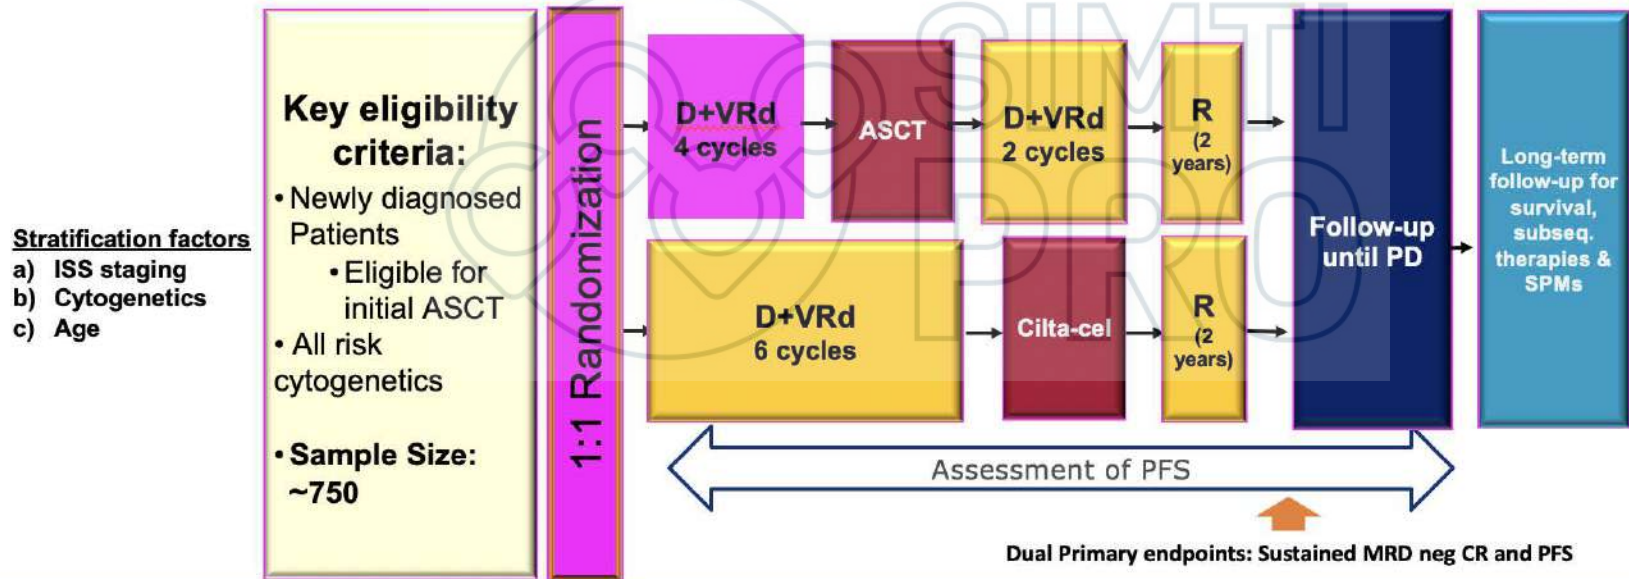 Stratification factors
a) ISS staging
b) Cytogenetics
c) Age
Key eligibility
criteria:
• Newly diagnosed
Patients
• Eligible for
initial ASCT
• All risk
cytogenetics
• Sample Size:
~750
1:1 Randomization
D+VRd
4 cycles
ASCT
D+VRd
2 cycles
R
(2
years)
D+VRd
6 cycles
Cilta-cel
R
(2
years)
Follow-up
until PD
Long-term
follow-up for
survival,
subseq.
therapies &
SPMs
Assessment of PFS
Dual Primary endpoints: Sustained MRD neg CR and PFS
SIMTI
PRO